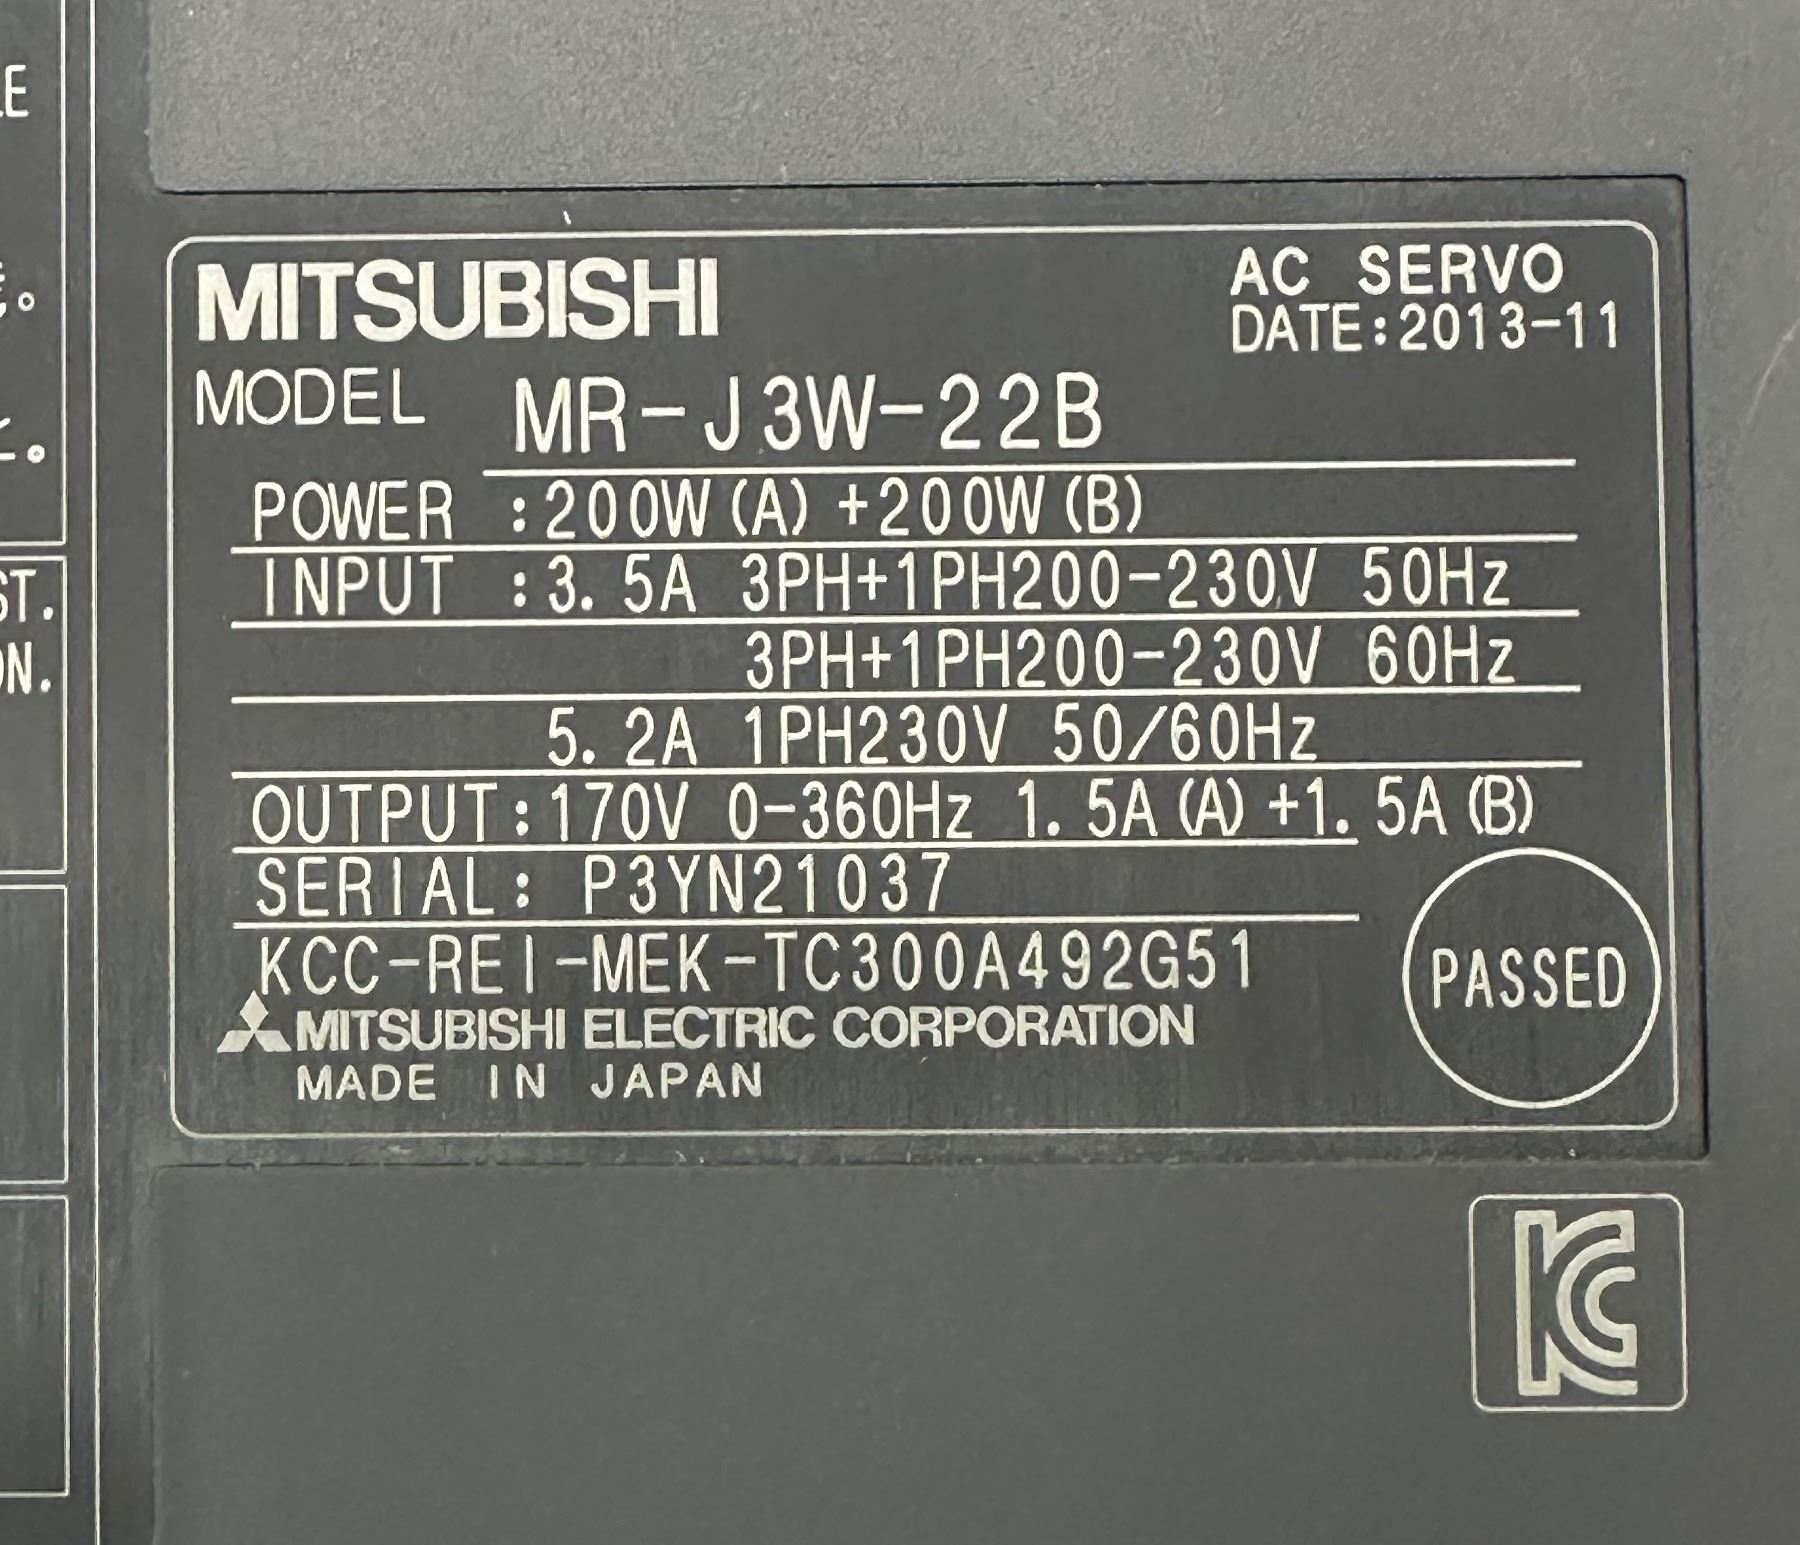 MITSUBISHI
AC SERVO
DATE:2013-11
MODEL MR-J3W-22B
POWER :200W(A)+200W(B)
INPUT :3.5A 3PH+1PH200-230V 50Hz
3PH+1PH200-230V 60Hz
5.2A 1PH230V 50/60Hz
OUTPUT:170V 0-360Hz 1.5A(A)+1.5A(B)
SERIAL: P3YN21037
KCC-REI-MEK-TC300A492G51
PASSED
MITSUBISHI ELECTRIC CORPORATION
MADE IN JAPAN
KC